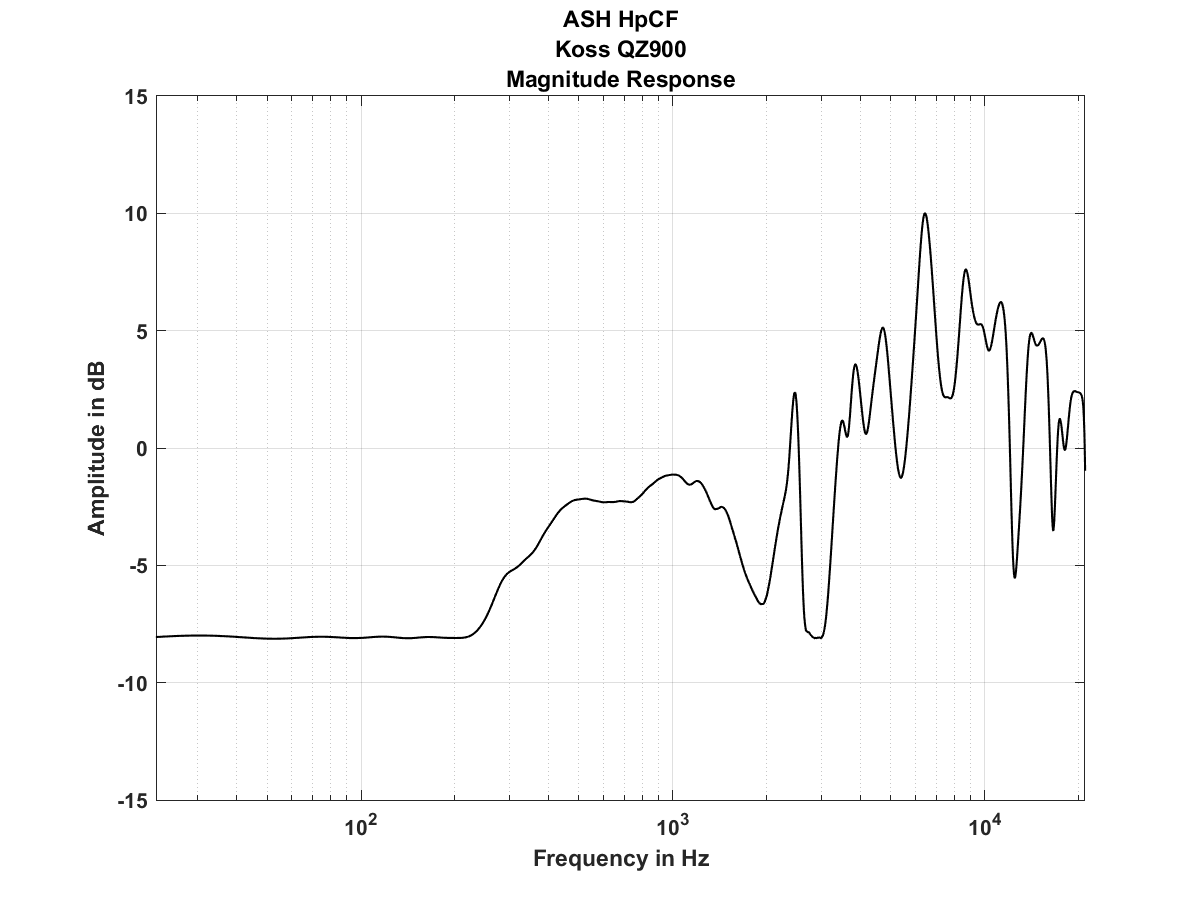 ASH HpCF
Koss QZ900
Magnitude Response
15
10
5
0
-5
-10
-15
Amplitude in dB
10² 10³ 10⁴
Frequency in Hz